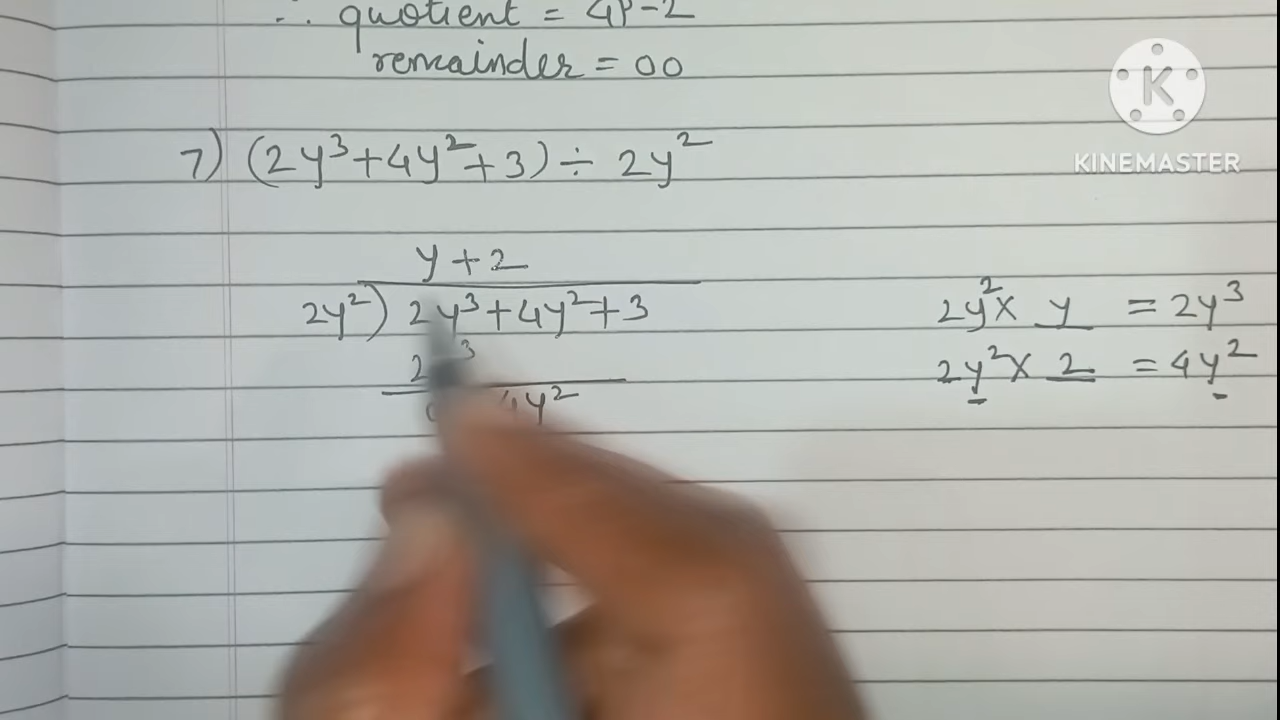 ∴ quotient = 4p-2
remainder = 00
K
KINEMASTER
7) (2y³+4y²+3) ÷ 2y²
y + 2
2y² ) 2y³+4y²+3
2y² x y = 2y³
2y² x 2 = 4y²
4y²